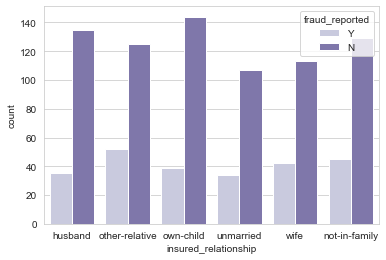 fraud_reported
Y
N
140
120
100
80
60
40
20
0
count
husband other-relative own-child unmarried wife not-in-family
insured_relationship